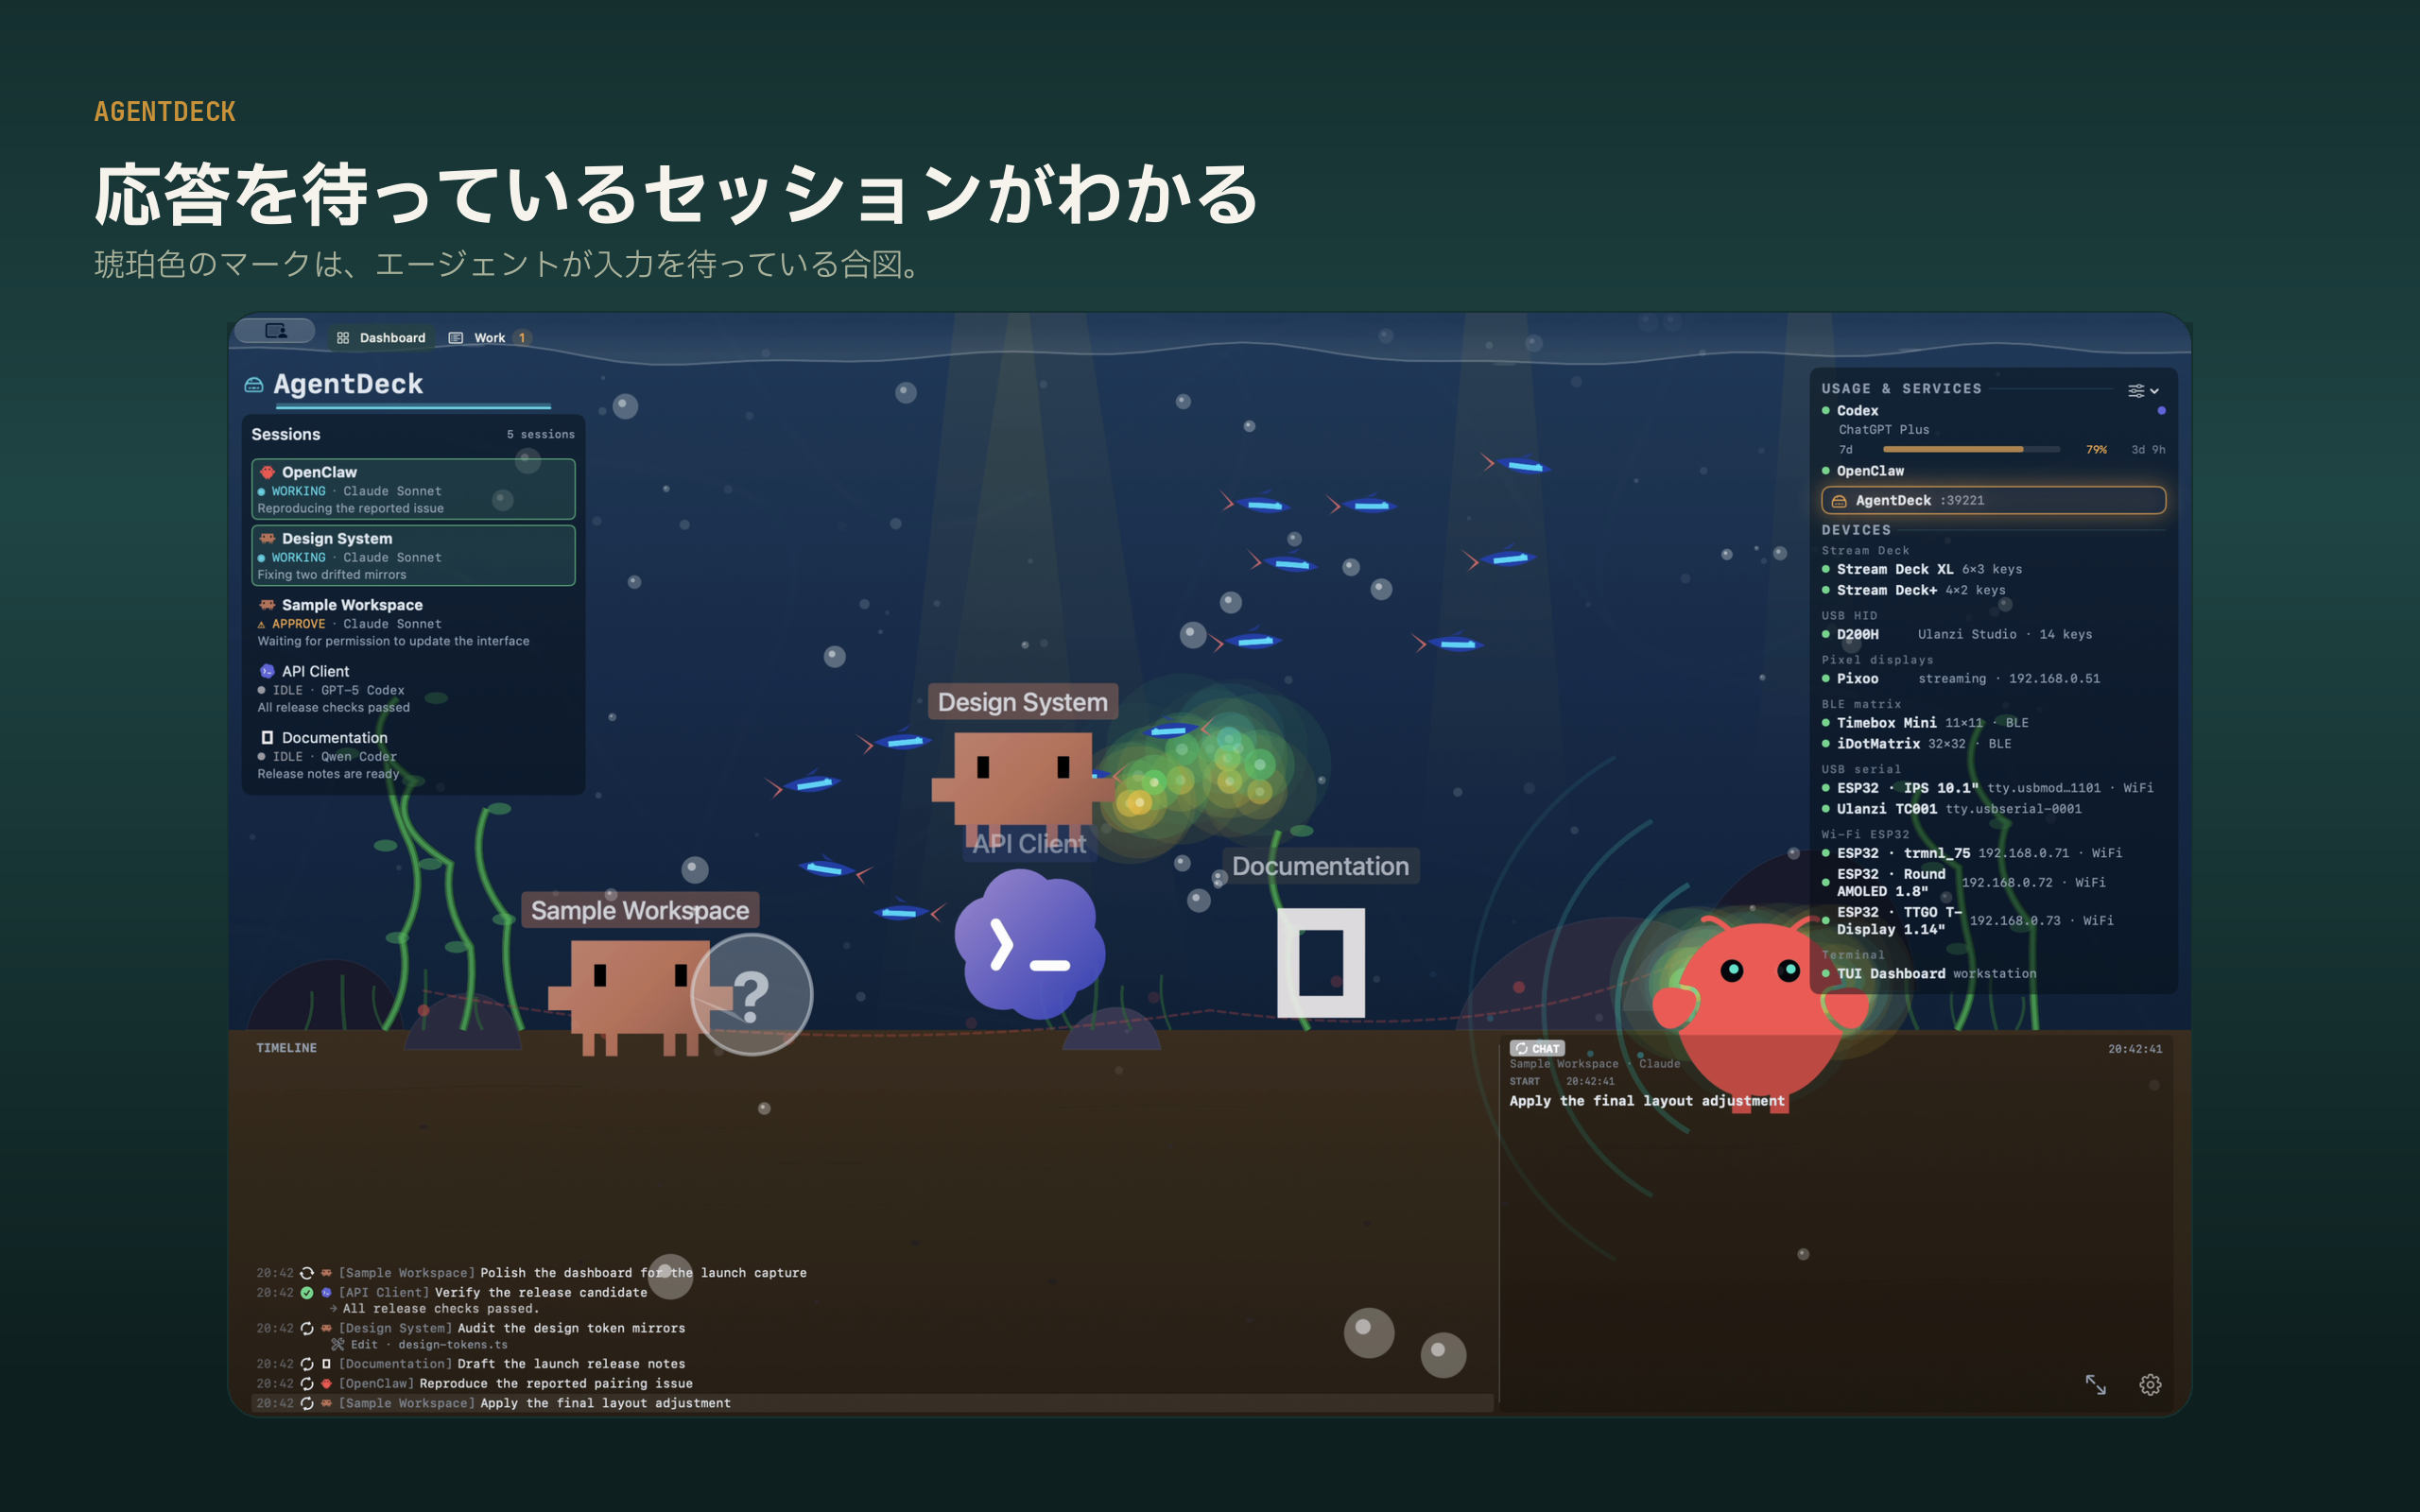 AGENTDECK
応答を待っているセッションがわかる
琥珀色のマークは、エージェントが入力を待っている合図。
Dashboard
Work 1
AgentDeck
Sessions
5 sessions
OpenClaw
WORKING · Claude Sonnet
Reproducing the reported issue
Design System
WORKING · Claude Sonnet
Fixing two drifted mirrors
Sample Workspace
APPROVE · Claude Sonnet
Waiting for permission to update the interface
API Client
IDLE · GPT-5 Codex
All release checks passed
Documentation
IDLE · Qwen Coder
Release notes are ready
Design System
API Client
Documentation
Sample Workspace
?
USAGE & SERVICES
Codex
ChatGPT Plus
7d 79% 3d 9h
OpenClaw
AgentDeck :39221
DEVICES
Stream Deck
Stream Deck XL 6×3 keys
Stream Deck+ 4×2 keys
USB HID
D200H Ulanzi Studio · 14 keys
Pixel displays
Pixoo streaming · 192.168.0.51
BLE matrix
Timebox Mini 11×11 · BLE
iDotMatrix 32×32 · BLE
USB serial
ESP32 · IPS 10.1" tty.usbmod…1101 · WiFi
Ulanzi TC001 tty.usbserial-0001
Wi-Fi ESP32
ESP32 · trmnl_75 192.168.0.71 · WiFi
ESP32 · Round AMOLED 1.8" 192.168.0.72 · WiFi
ESP32 · TTGO T-Display 1.14" 192.168.0.73 · WiFi
Terminal
TUI Dashboard workstation
TIMELINE
20:42 [Sample Workspace] Polish the dashboard for the launch capture
20:42 [API Client] Verify the release candidate
→ All release checks passed.
20:42 [Design System] Audit the design token mirrors
Edit · design-tokens.ts
20:42 [Documentation] Draft the launch release notes
20:42 [OpenClaw] Reproduce the reported pairing issue
20:42 [Sample Workspace] Apply the final layout adjustment
CHAT
20:42:41
Sample Workspace · Claude
START 20:42:41
Apply the final layout adjustment